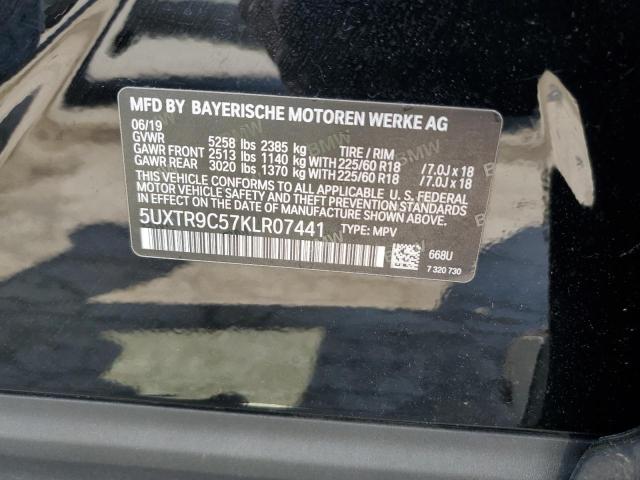 MFD BY BAYERISCHE MOTOREN WERKE AG
06/19
GVWR 5258 lbs 2385 kg TIRE / RIM
GAWR FRONT 2513 lbs 1140 kg WITH 225/60 R18 /7.0J x 18
GAWR REAR 3020 lbs 1370 kg WITH 225/60 R18 /7.0J x 18
THIS VEHICLE CONFORMS TO ALL APPLICABLE U.S. FEDERAL
MOTOR VEHICLE SAFETY AND THEFT PREVENTION STANDARDS
IN EFFECT ON THE DATE OF MANUFACTURE SHOWN ABOVE.
5UXTR9C57KLR07441 TYPE: MPV
668U
7 320 730